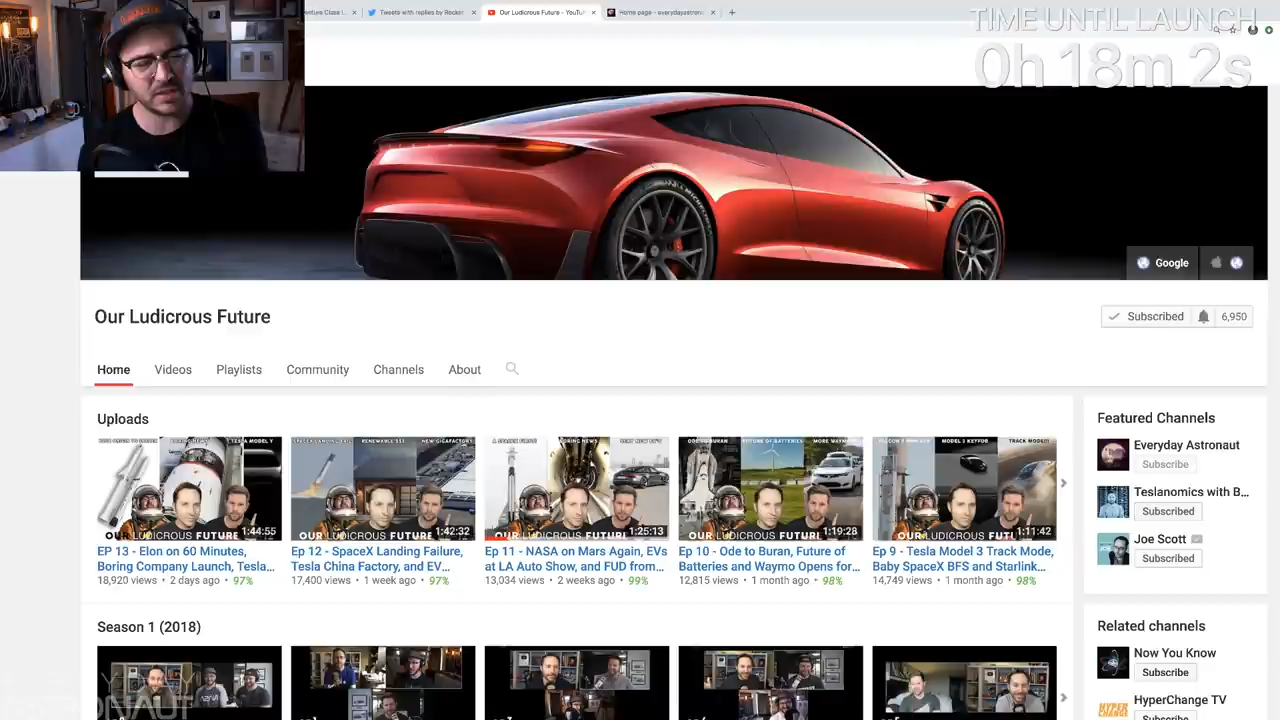 Tweets with replies by Rocket
Our Ludicrous Future - YouTub
Home page - everydayastron
TIME UNTIL LAUNCH
0h 18m 2s
Google
Our Ludicrous Future
Subscribed 6,950
Home Videos Playlists Community Channels About
Uploads
1:44:55
1:42:32
1:25:13
1:19:28
1:11:42
OUR LUDICROUS FUTURE
EP 13 - Elon on 60 Minutes,
Boring Company Launch, Tesla...
18,920 views • 2 days ago • 97%
Ep 12 - SpaceX Landing Failure,
Tesla China Factory, and EV...
17,400 views • 1 week ago • 97%
Ep 11 - NASA on Mars Again, EVs
at LA Auto Show, and FUD from...
13,034 views • 2 weeks ago • 99%
Ep 10 - Ode to Buran, Future of
Batteries and Waymo Opens for...
12,815 views • 1 month ago • 98%
Ep 9 - Tesla Model 3 Track Mode,
Baby SpaceX BFS and Starlink...
14,749 views • 1 month ago • 98%
Season 1 (2018)
Featured Channels
Everyday Astronaut
Subscribe
Teslanomics with B...
Subscribed
Joe Scott
Subscribed
Related channels
Now You Know
Subscribe
HyperChange TV
Subscribe